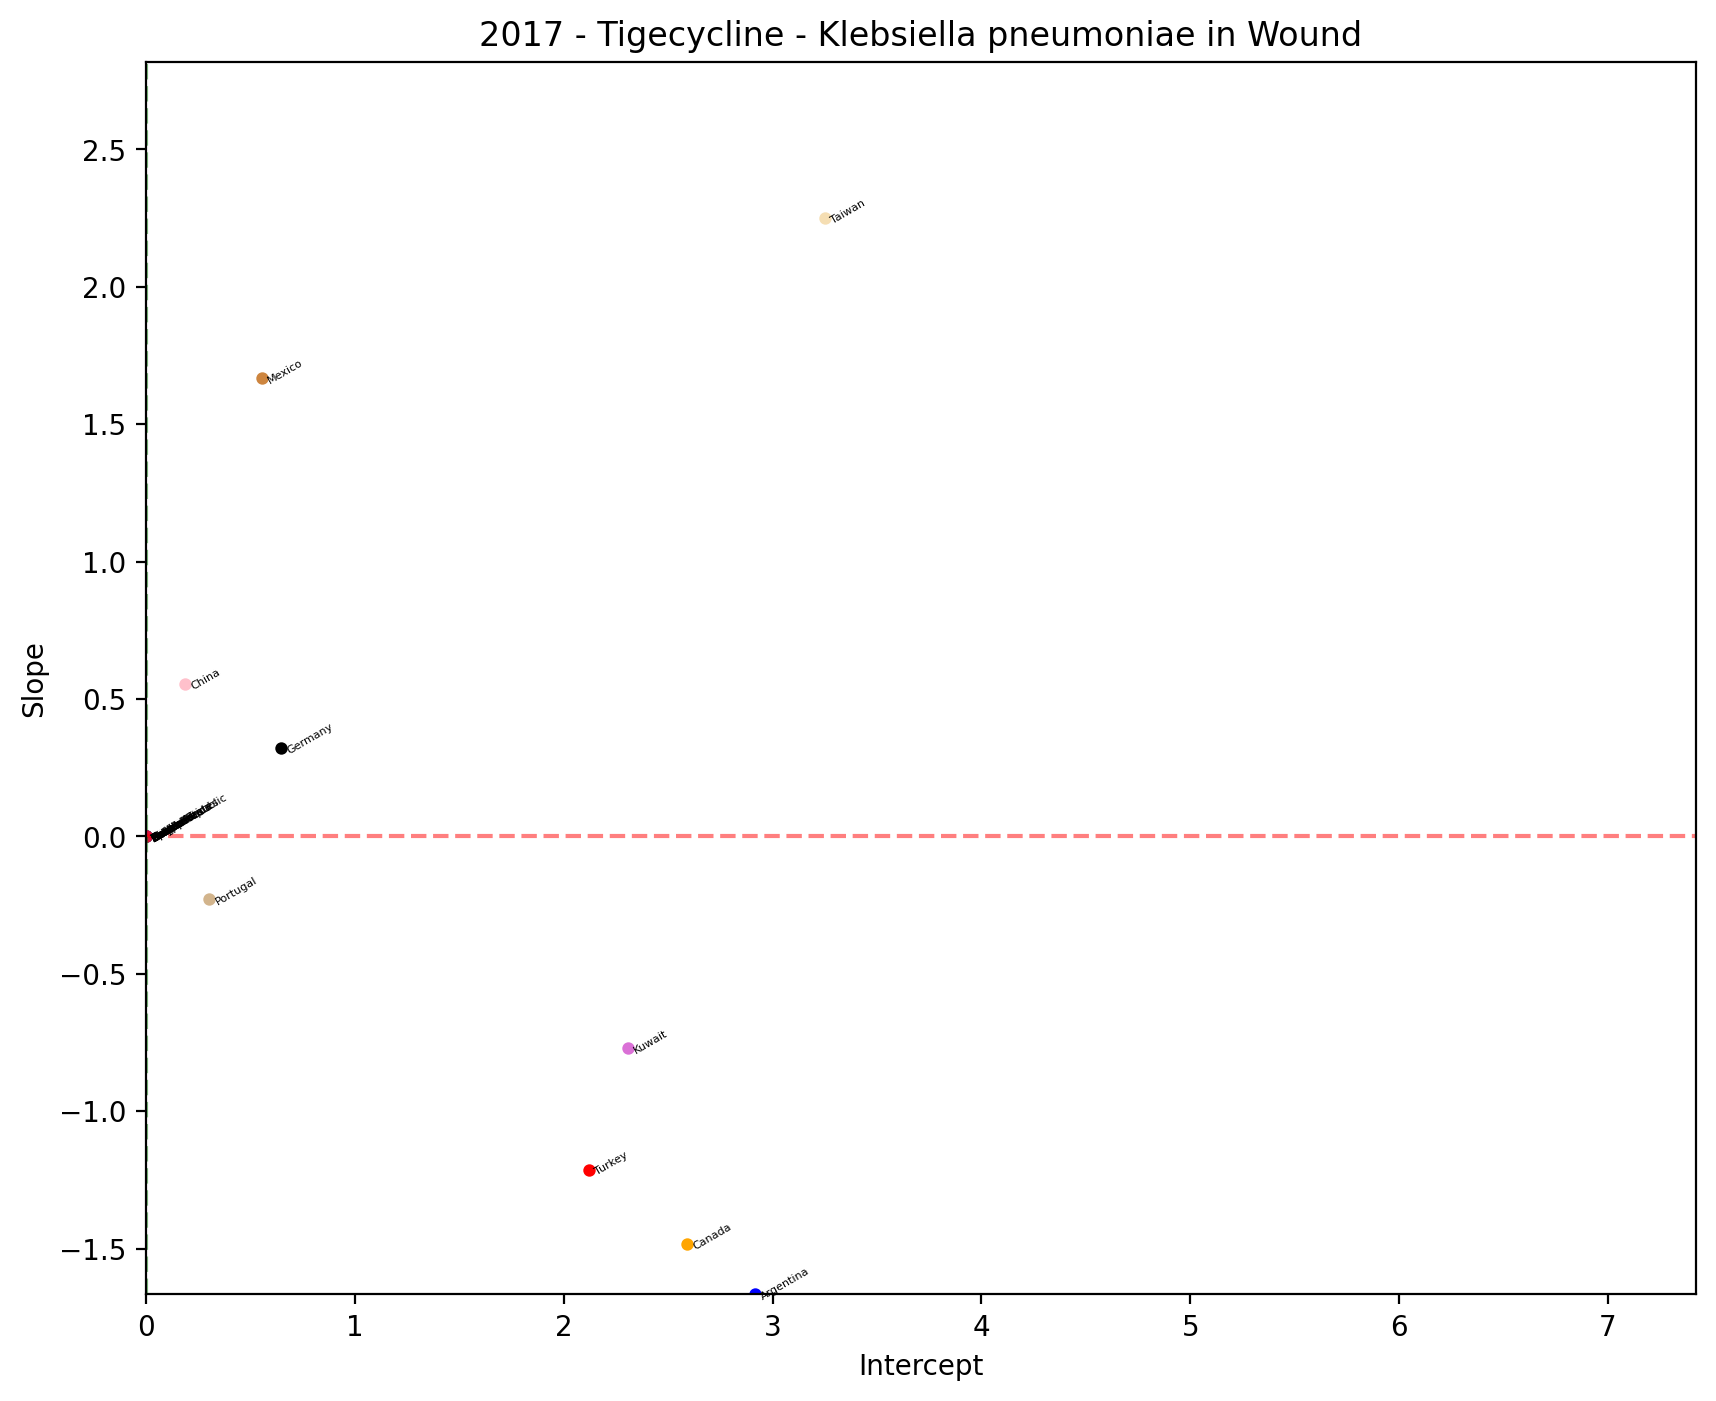 2017 - Tigecycline - Klebsiella pneumoniae in Wound
2.5
Taiwan
2.0
Mexico
1.5
1.0
China
0.5
Germany
0.0
Portugal
−0.5
Kuwait
−1.0
Turkey
Canada
−1.5
Argentina
0 1 2 3 4 5 6 7
Intercept
Slope